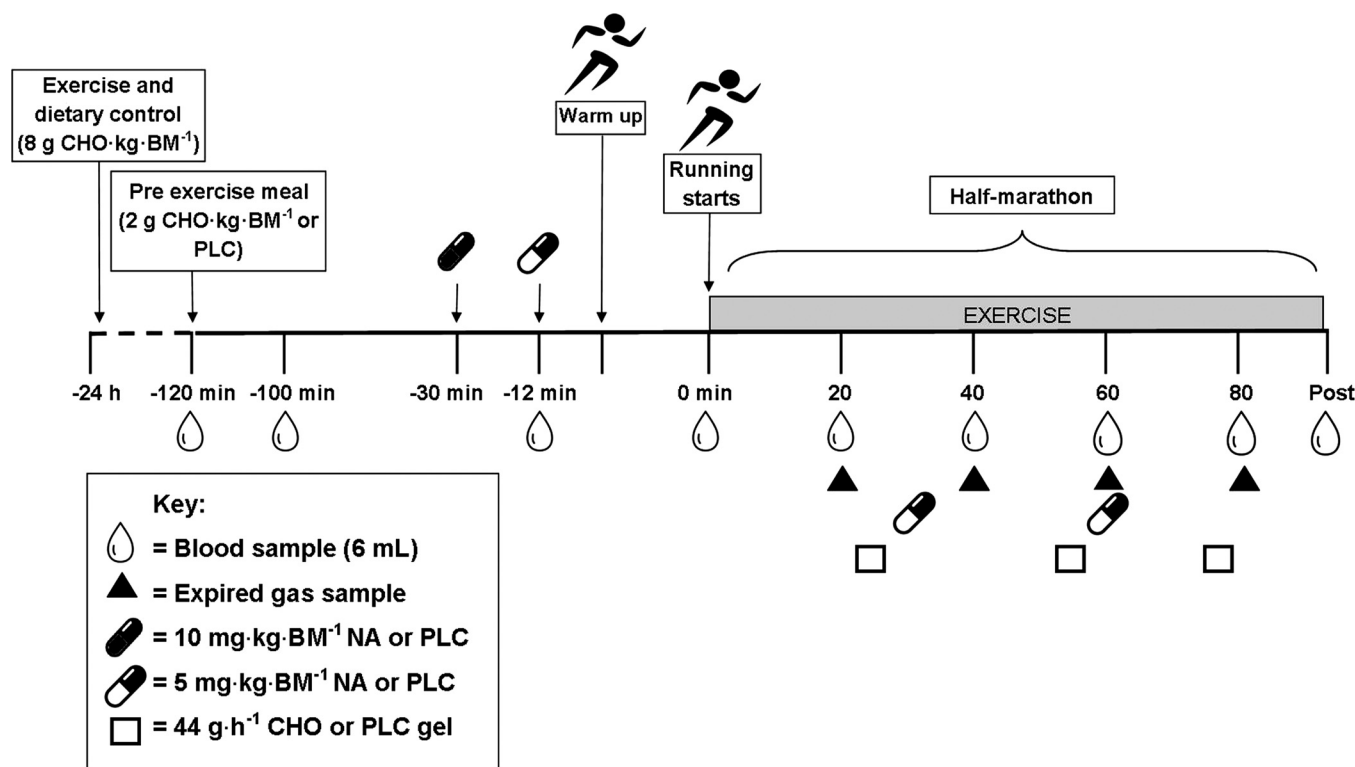 Exercise and
dietary control
(8 g CHO·kg·BM⁻¹)
Pre exercise meal
(2 g CHO·kg·BM⁻¹ or
PLC)
Warm up
Running
starts
Half-marathon
EXERCISE
-24 h
-120 min
-100 min
-30 min
-12 min
0 min
20
40
60
80
Post
Key:
= Blood sample (6 mL)
= Expired gas sample
= 10 mg·kg·BM⁻¹ NA or PLC
= 5 mg·kg·BM⁻¹ NA or PLC
= 44 g·h⁻¹ CHO or PLC gel